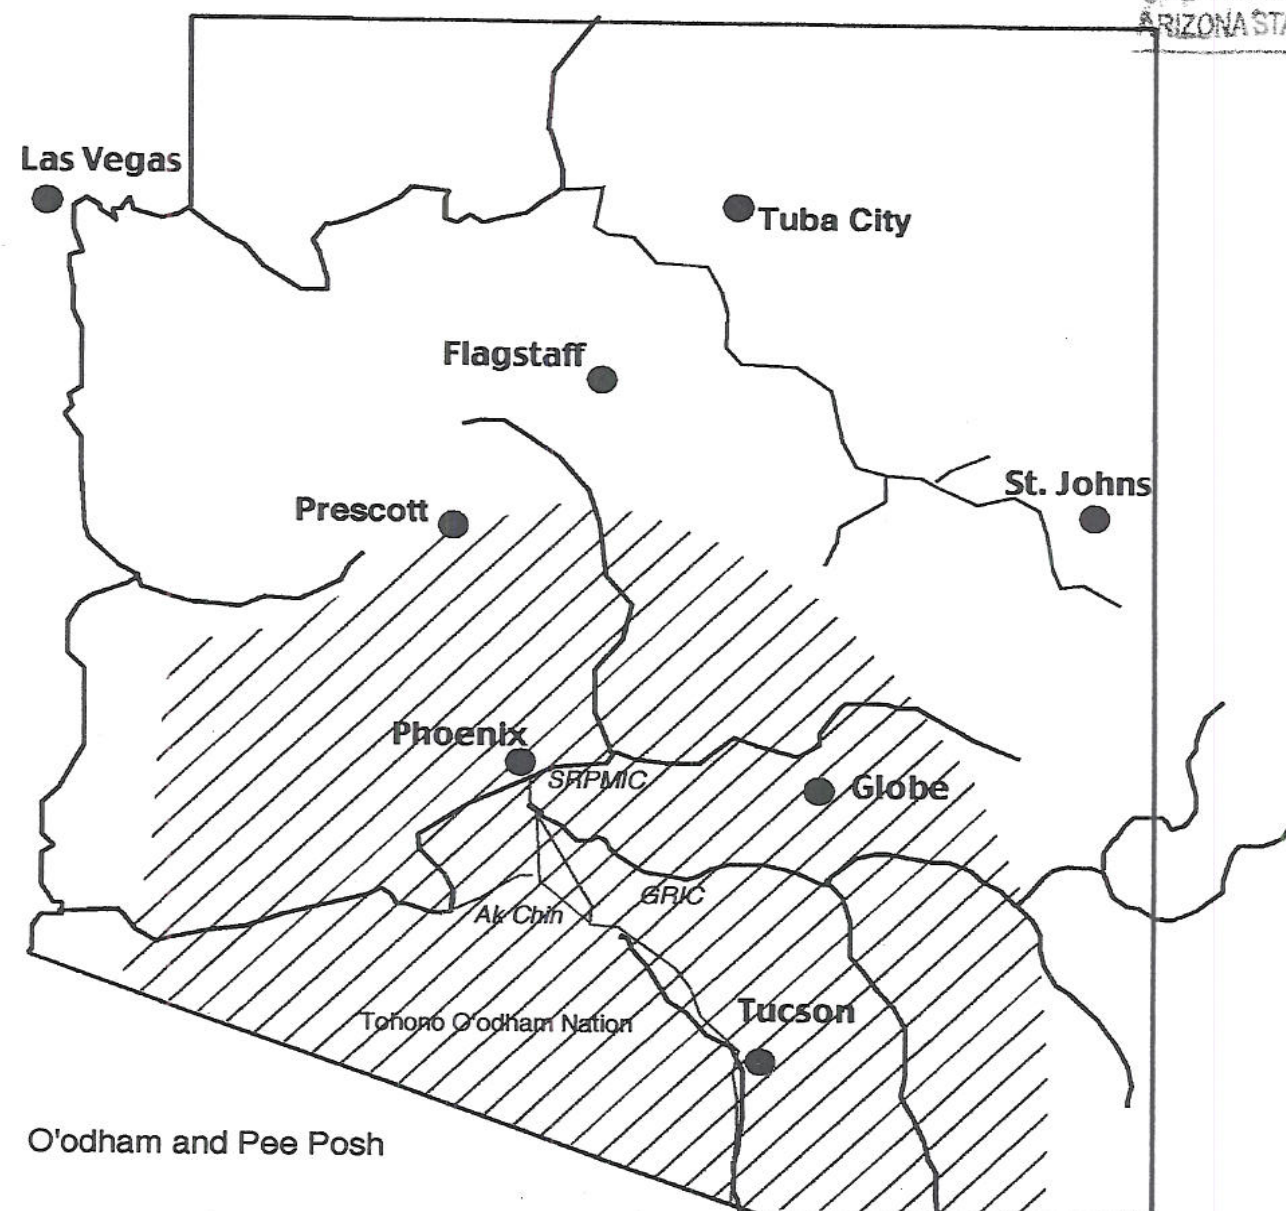 ARIZONA STA
Las Vegas
Tuba City
Flagstaff
St. Johns
Prescott
Phoenix
SRPMIC
Globe
GRIC
Ak Chin
Tucson
Tohono O'odham Nation
O'odham and Pee Posh